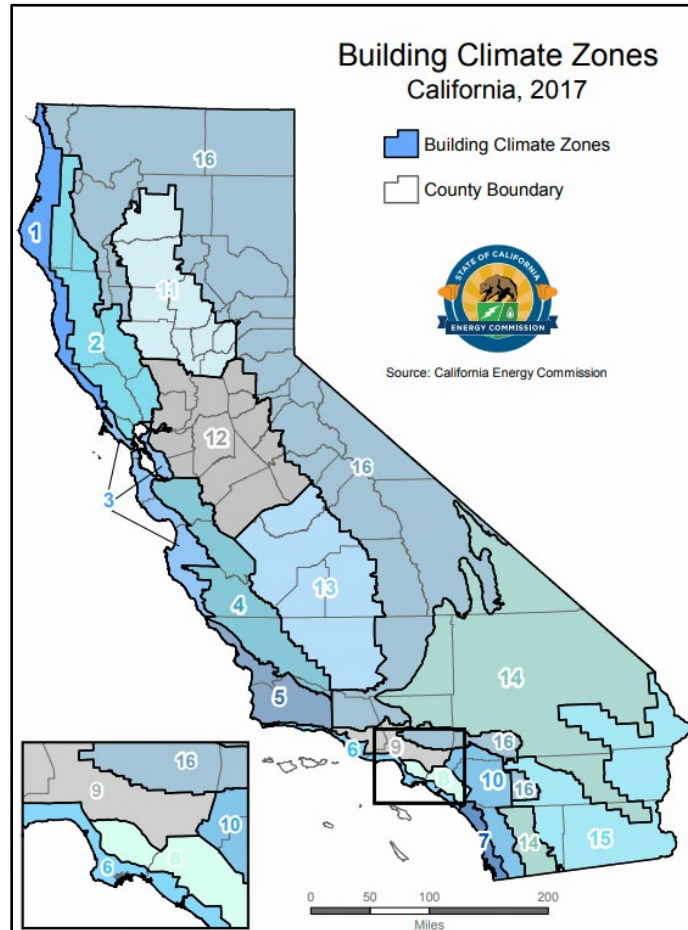 Building Climate Zones
California, 2017
Building Climate Zones
County Boundary
STATE OF CALIFORNIA
ENERGY COMMISSION
Source: California Energy Commission
16
1
11
2
12
16
3
13
4
14
5
6
9
16
8
10
16
7
14
15
16
9
10
8
6
0 50 100 200
Miles